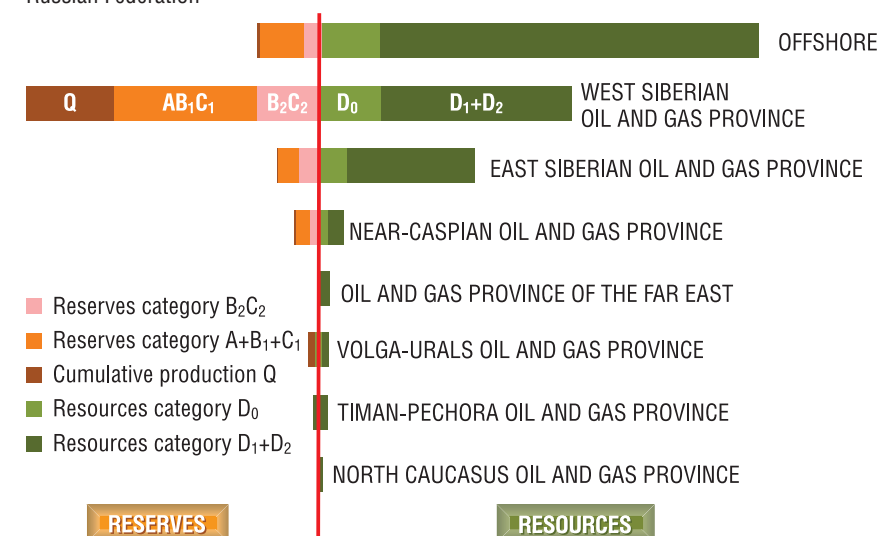 Russian Federation
OFFSHORE
Q AB₁C₁ B₂C₂ D₀ D₁+D₂
WEST SIBERIAN
OIL AND GAS PROVINCE
EAST SIBERIAN OIL AND GAS PROVINCE
NEAR-CASPIAN OIL AND GAS PROVINCE
OIL AND GAS PROVINCE OF THE FAR EAST
VOLGA-URALS OIL AND GAS PROVINCE
TIMAN-PECHORA OIL AND GAS PROVINCE
NORTH CAUCASUS OIL AND GAS PROVINCE
Reserves category B₂C₂
Reserves category A+B₁+C₁
Cumulative production Q
Resources category D₀
Resources category D₁+D₂
RESERVES
RESOURCES